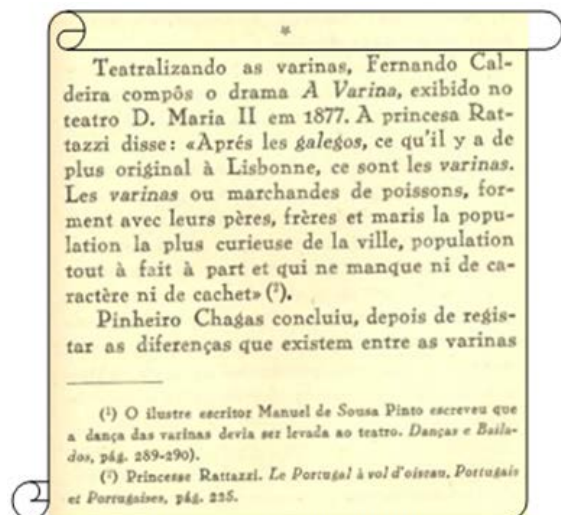 *
Teatralizando as varinas, Fernando Cal-
deira compôs o drama A Varina, exibido no
teatro D. Maria II em 1877. A princesa Rat-
tazzi disse: «Aprés les galegos, ce qu'il y a de
plus original à Lisbonne, ce sont les varinas.
Les varinas ou marchandes de poissons, for-
ment avec leurs pères, frères et maris la popu-
lation la plus curieuse de la ville, population
tout à fait à part et qui ne manque ni de ca-
ractère ni de cachet» (²).
Pinheiro Chagas concluiu, depois de regis-
tar as diferenças que existem entre as varinas
(¹) O ilustre escritor Manuel de Sousa Pinto escreveu que
a dança das varinas devia ser levada ao teatro. Danças e Baila-
dos, pág. 289-290).
(²) Princesse Rattazzi. Le Portugal à vol d'oiseau. Portugais
et Portugaises, pág. 225.